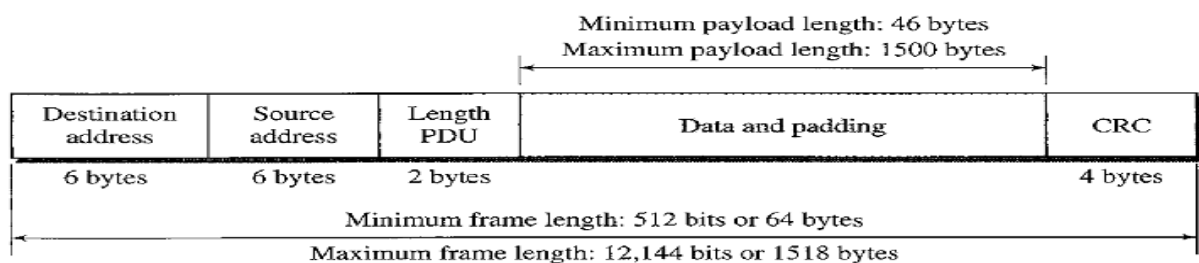 Minimum payload length: 46 bytes
Maximum payload length: 1500 bytes
Destination address
Source address
Length PDU
Data and padding
CRC
6 bytes
6 bytes
2 bytes
4 bytes
Minimum frame length: 512 bits or 64 bytes
Maximum frame length: 12,144 bits or 1518 bytes